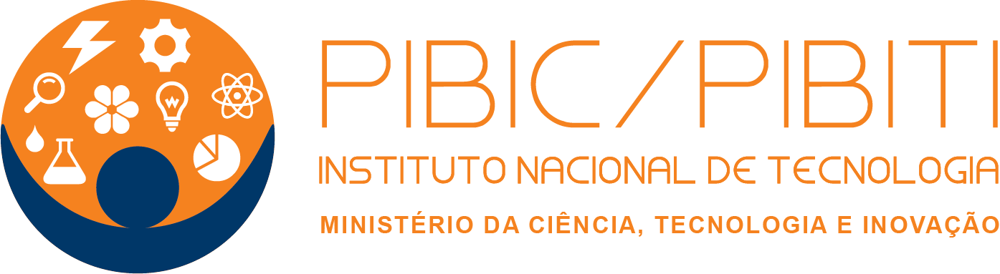 PIBIC/PIBITI
INSTITUTO NACIONAL DE TECNOLOGIA
MINISTÉRIO DA CIÊNCIA, TECNOLOGIA E INOVAÇÃO